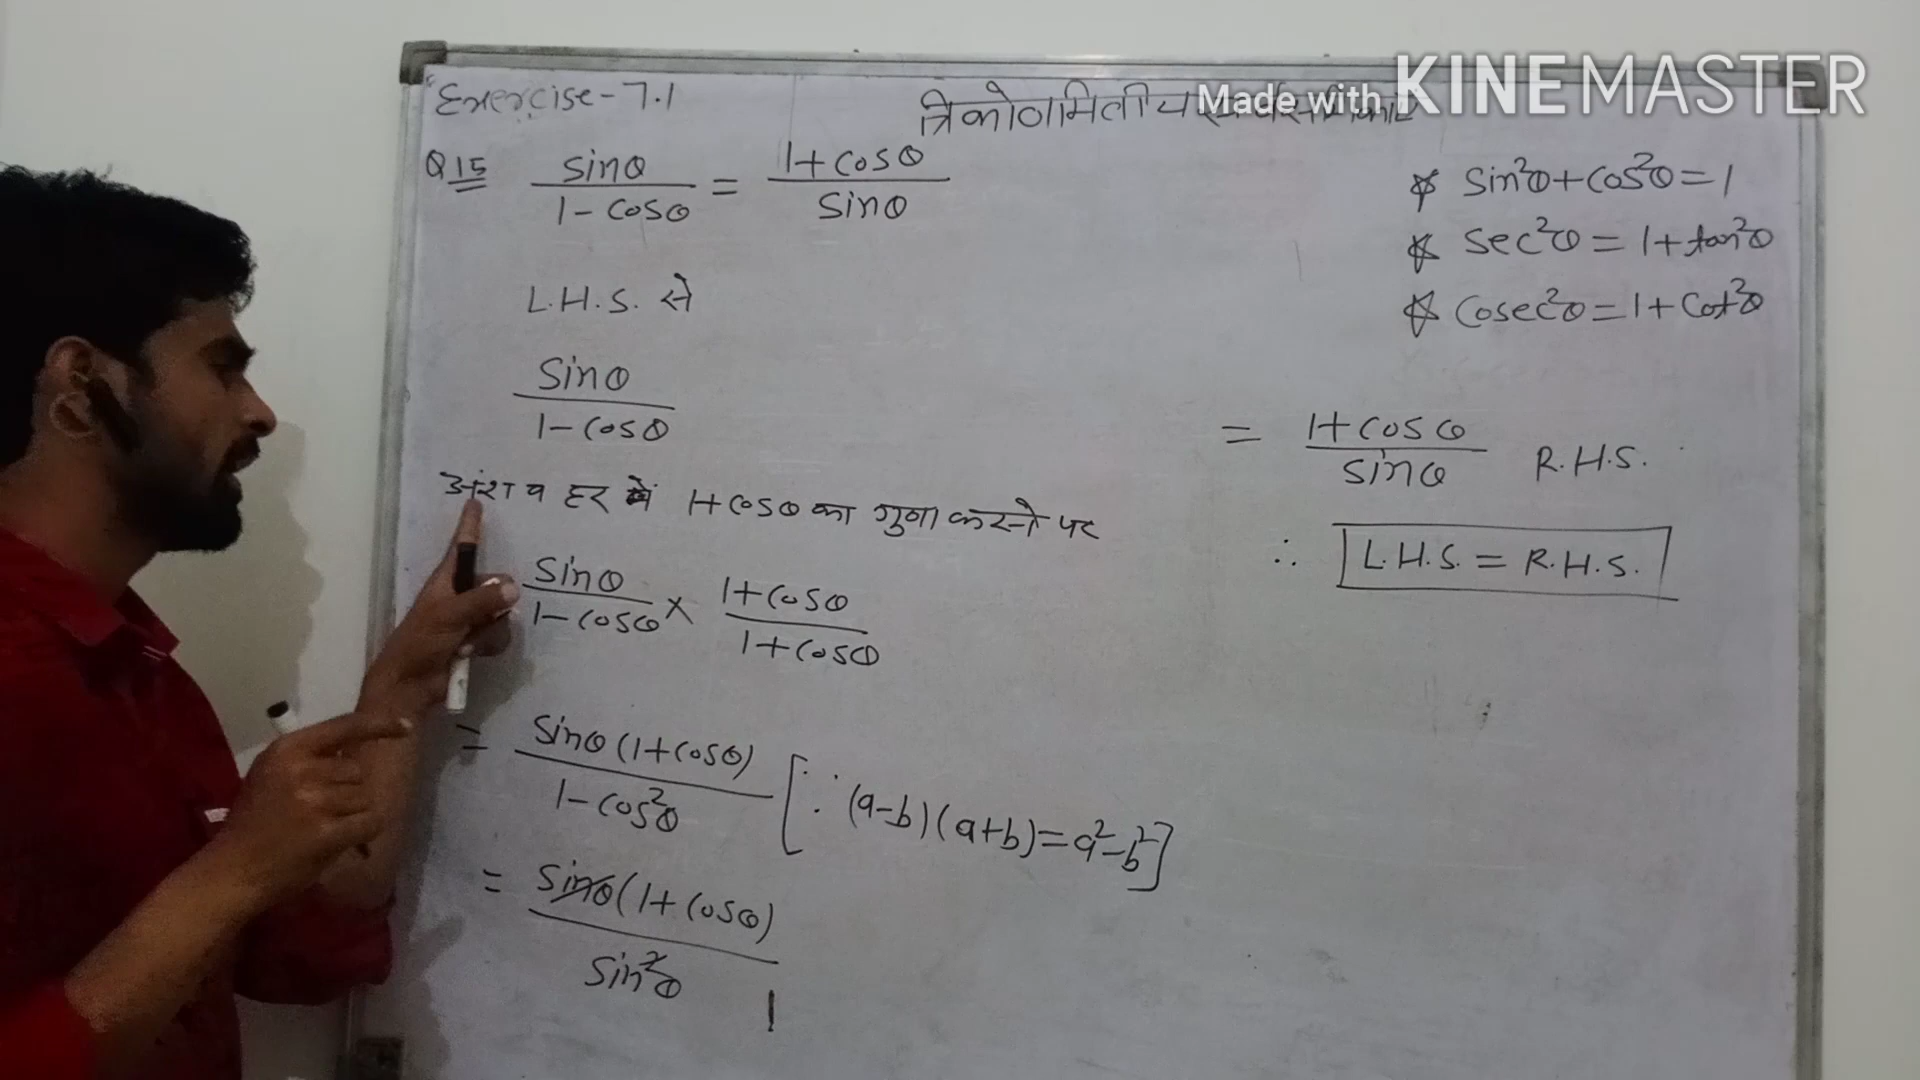 Exercise-7.1
त्रिकोणमितीय
Made with KINEMASTER
Q15 sinθ/1-cosθ = 1+cosθ/sinθ
* sin²θ+cos²θ=1
* sec²θ=1+tan²θ
* cosec²θ=1+cot²θ
L.H.S. से
sinθ/1-cosθ
अंश व हर में 1+cosθ का गुणा करने पर
sinθ/1-cosθ × 1+cosθ/1+cosθ
= sinθ(1+cosθ)/1-cos²θ [∵ (a-b)(a+b)=a²-b²]
= sinθ(1+cosθ)/sin²θ
= 1+cosθ/sinθ R.H.S.
∴ L.H.S. = R.H.S.